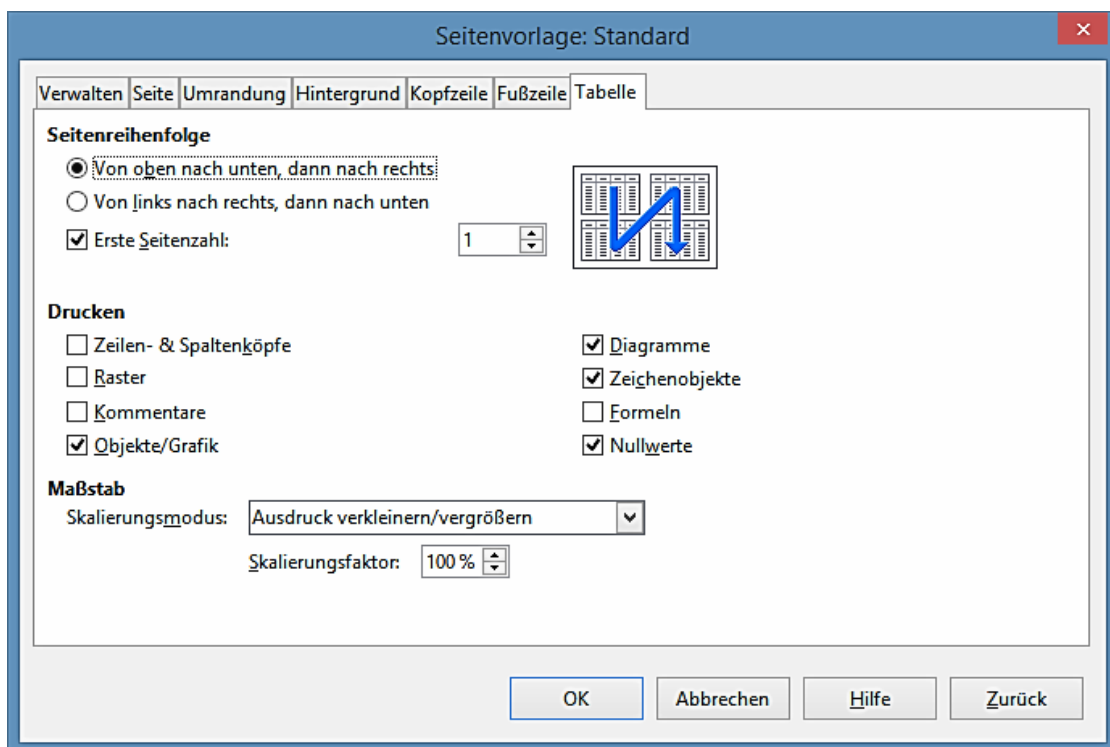 Seitenvorlage: Standard
Verwalten Seite Umrandung Hintergrund Kopfzeile Fußzeile Tabelle
Seitenreihenfolge
Von oben nach unten, dann nach rechts
Von links nach rechts, dann nach unten
Erste Seitenzahl: 1
Drucken
Zeilen- & Spaltenköpfe Diagramme
Raster Zeichenobjekte
Kommentare Formeln
Objekte/Grafik Nullwerte
Maßstab
Skalierungsmodus: Ausdruck verkleinern/vergrößern
Skalierungsfaktor: 100 %
OK Abbrechen Hilfe Zurück